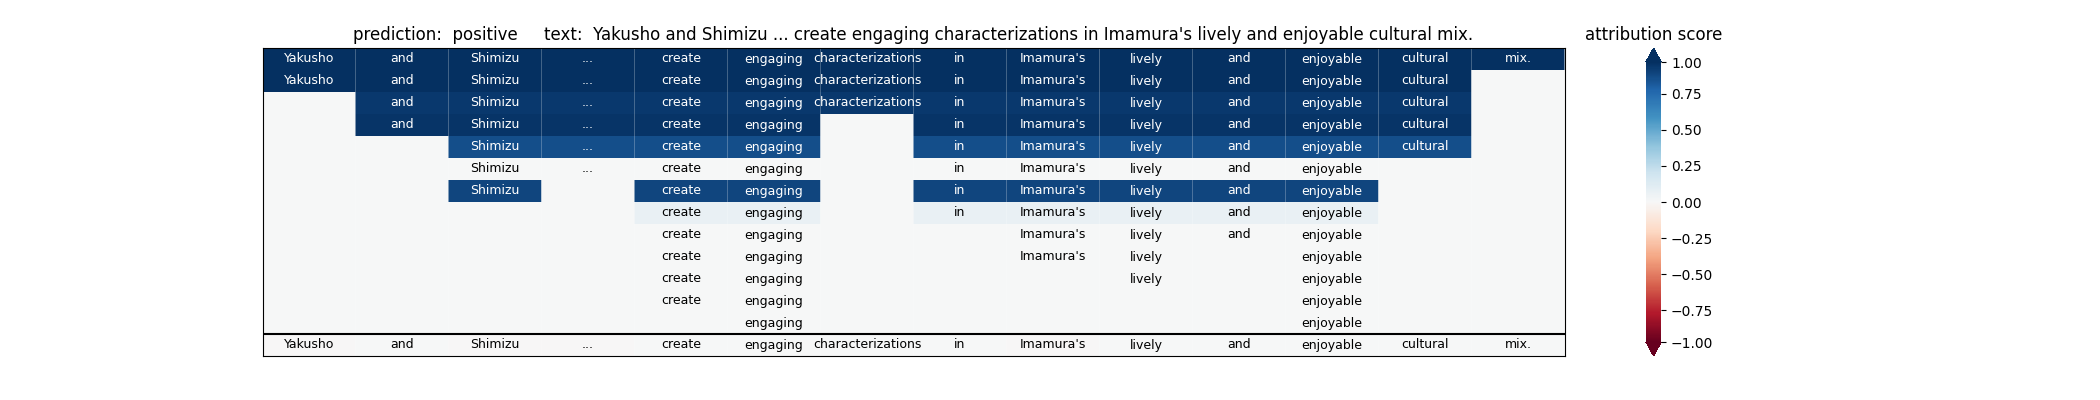 prediction:  positive     text:  Yakusho and Shimizu ... create engaging characterizations in Imamura's lively and enjoyable cultural mix.
attribution score
Yakusho and Shimizu ... create engaging characterizations in Imamura's lively and enjoyable cultural mix.
Yakusho and Shimizu ... create engaging characterizations in Imamura's lively and enjoyable cultural
and Shimizu ... create engaging characterizations in Imamura's lively and enjoyable cultural
and Shimizu ... create engaging in Imamura's lively and enjoyable cultural
Shimizu ... create engaging in Imamura's lively and enjoyable cultural
Shimizu ... create engaging in Imamura's lively and enjoyable
Shimizu create engaging in Imamura's lively and enjoyable
create engaging in Imamura's lively and enjoyable
create engaging Imamura's lively and enjoyable
create engaging Imamura's lively enjoyable
create engaging lively enjoyable
create engaging enjoyable
engaging enjoyable
Yakusho and Shimizu ... create engaging characterizations in Imamura's lively and enjoyable cultural mix.
1.00
0.75
0.50
0.25
0.00
−0.25
−0.50
−0.75
−1.00